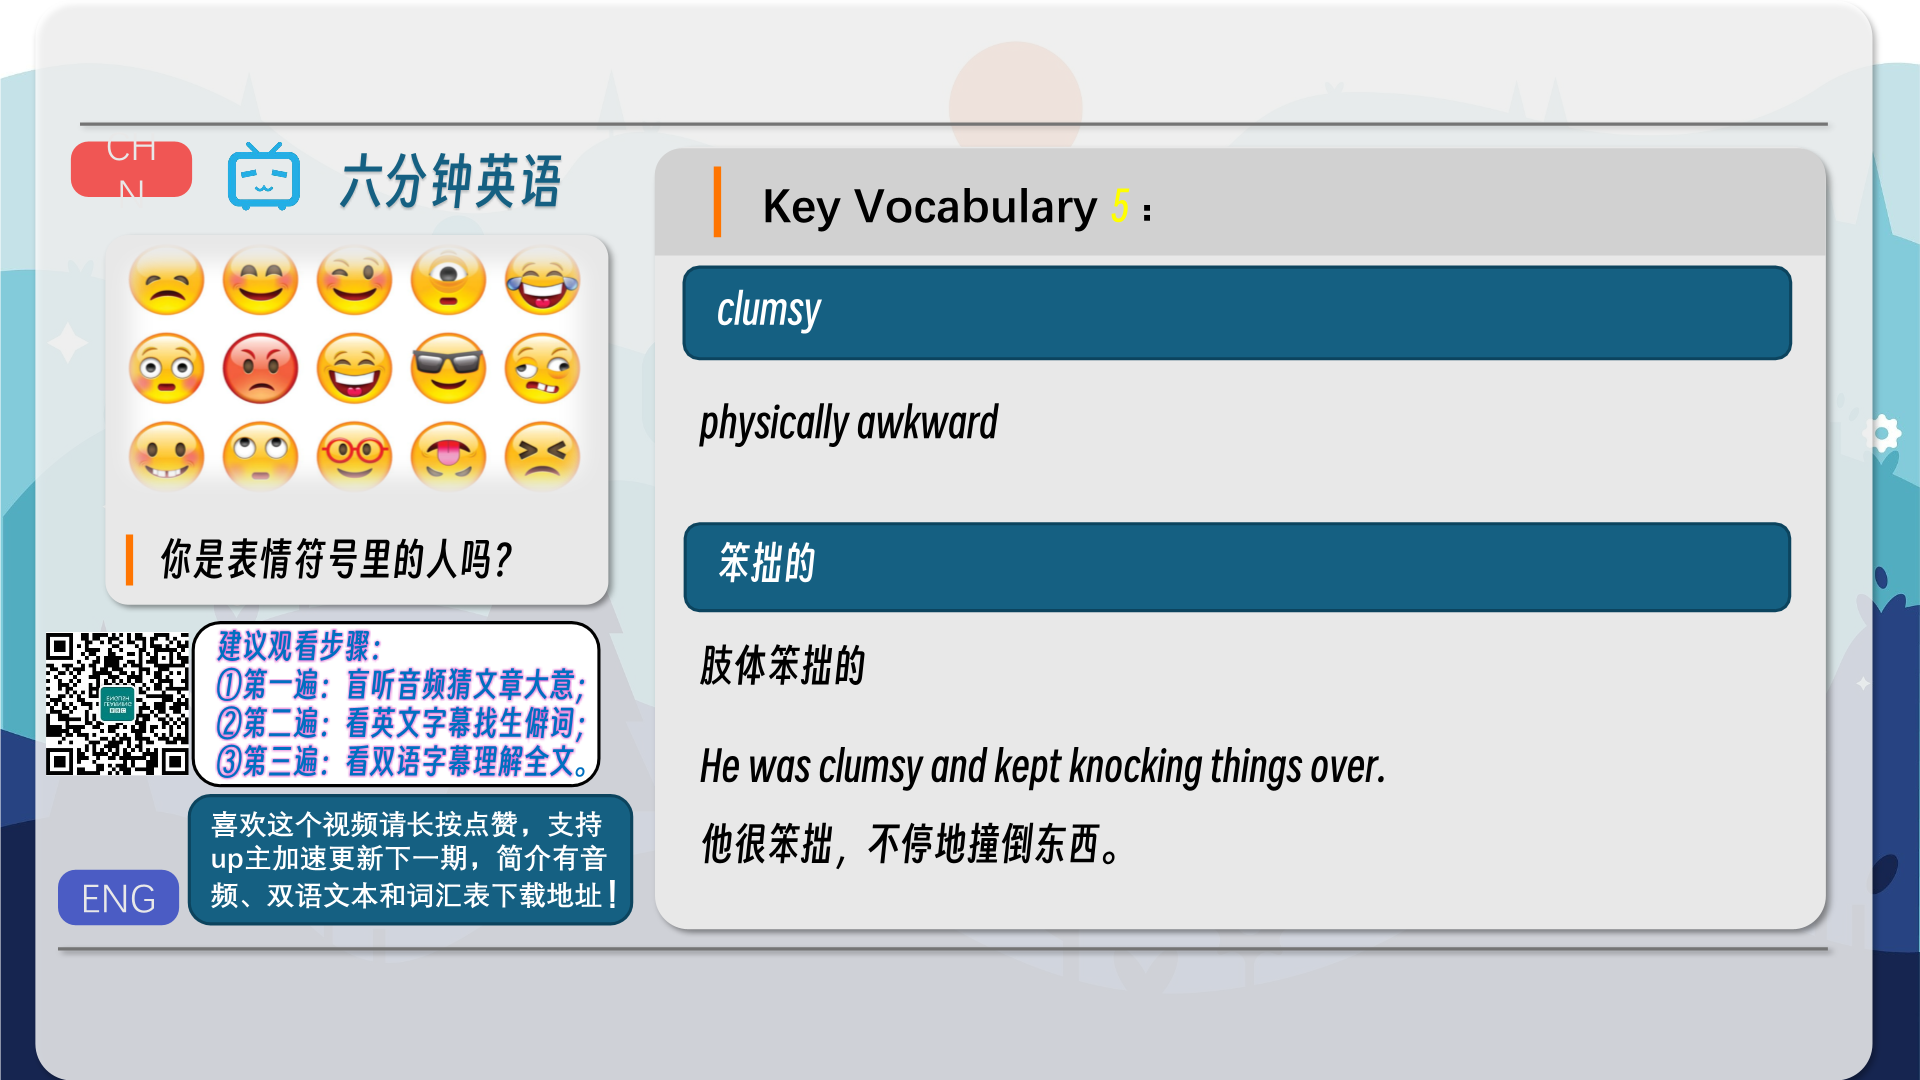 CH
N
六分钟英语
你是表情符号里的人吗?
建议观看步骤:
①第一遍:盲听音频猜文章大意;
②第二遍:看英文字幕找生僻词;
③第三遍:看双语字幕理解全文。
喜欢这个视频请长按点赞，支持
up主加速更新下一期，简介有音
频、双语文本和词汇表下载地址！
ENG
Key Vocabulary 5：
clumsy
physically awkward
笨拙的
肢体笨拙的
He was clumsy and kept knocking things over.
他很笨拙，不停地撞倒东西。